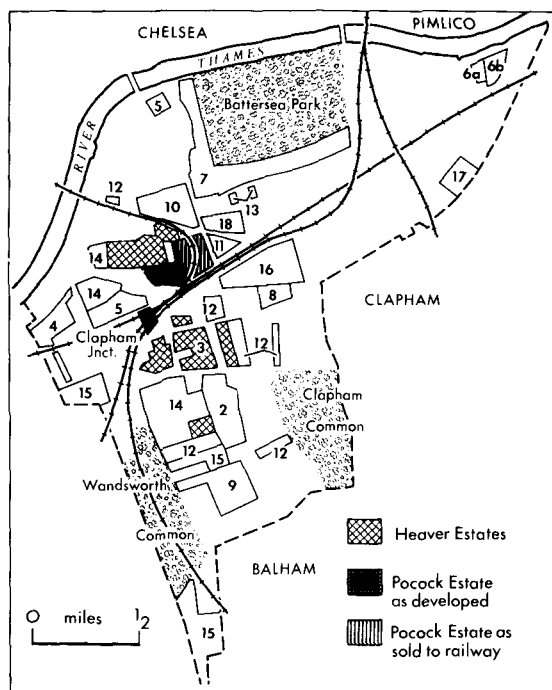 CHELSEA
PIMLICO
THAMES
RIVER
6a
6b
5
Battersea Park
12
7
17
10
13
18
11
14
16
14
5
8
CLAPHAM
4
12
Clapham
Jnct.
3
12
15
14
2
Clapham
Common
12
15
12
Wandsworth
9
Common
Heaver Estates
BALHAM
Pocock Estate
as developed
0 miles 1/2
15
Pocock Estate as
sold to railway